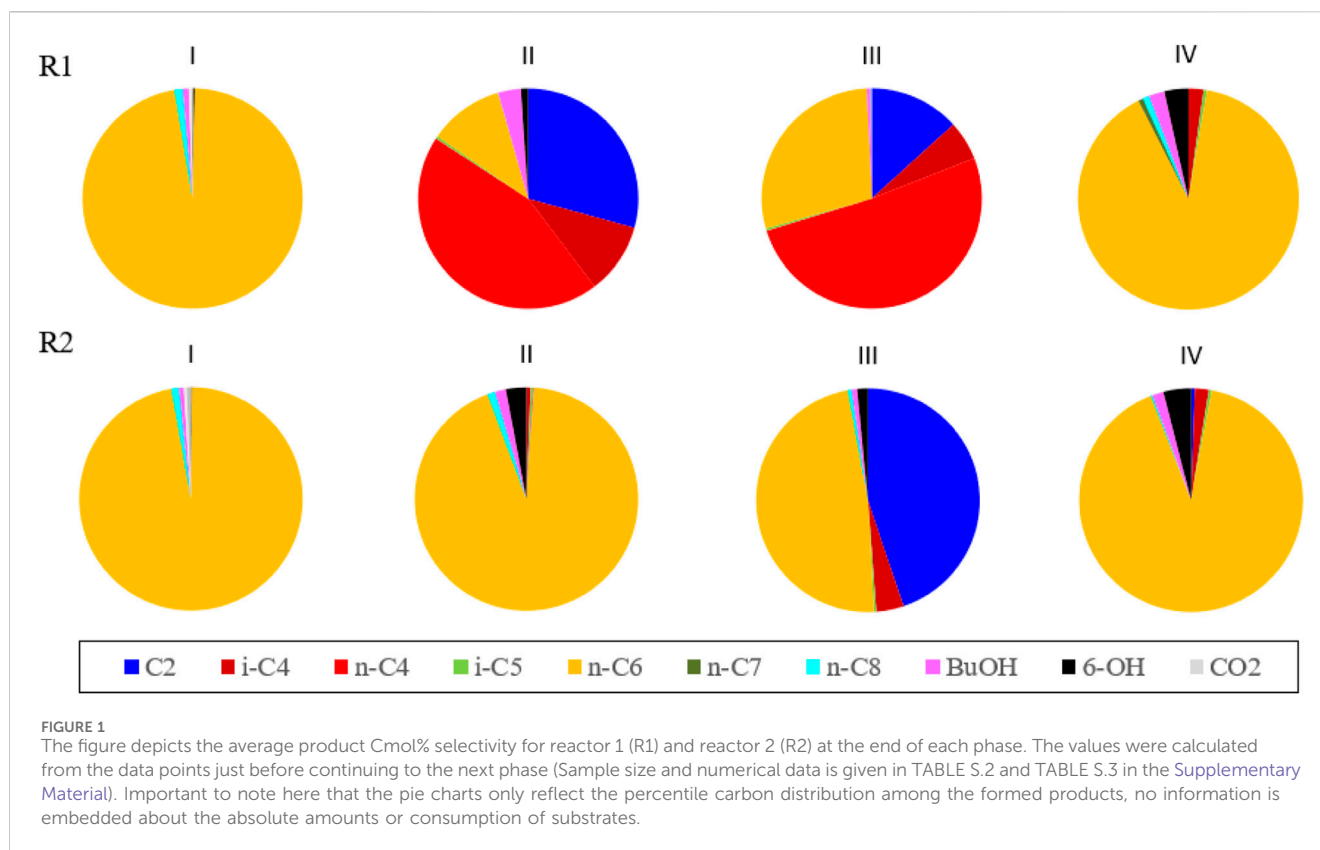 R1
I
II
III
IV
R2
I
II
III
IV
C2 i-C4 n-C4 i-C5 n-C6 n-C7 n-C8 BuOH 6-OH CO2
FIGURE 1
The figure depicts the average product Cmol% selectivity for reactor 1 (R1) and reactor 2 (R2) at the end of each phase. The values were calculated
from the data points just before continuing to the next phase (Sample size and numerical data is given in TABLE S.2 and TABLE S.3 in the Supplementary
Material). Important to note here that the pie charts only reflect the percentile carbon distribution among the formed products, no information is
embedded about the absolute amounts or consumption of substrates.